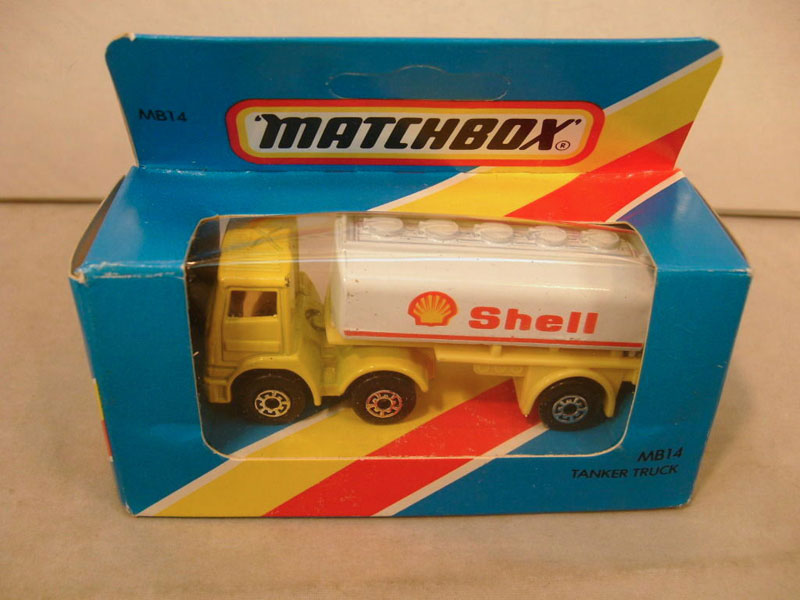 MB14
"MATCHBOX"®
Shell
MB14
TANKER TRUCK